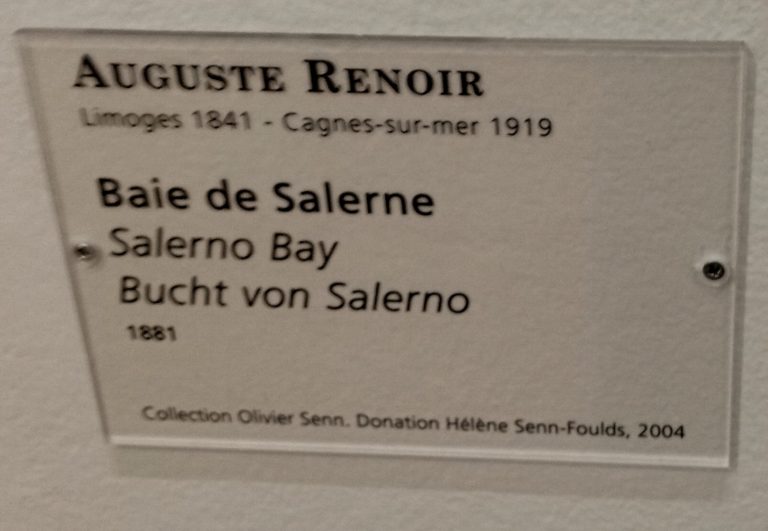 AUGUSTE RENOIR
Limoges 1841 - Cagnes-sur-mer 1919
Baie de Salerne
Salerno Bay
Bucht von Salerno
1881
Collection Olivier Senn. Donation Hélène Senn-Foulds, 2004